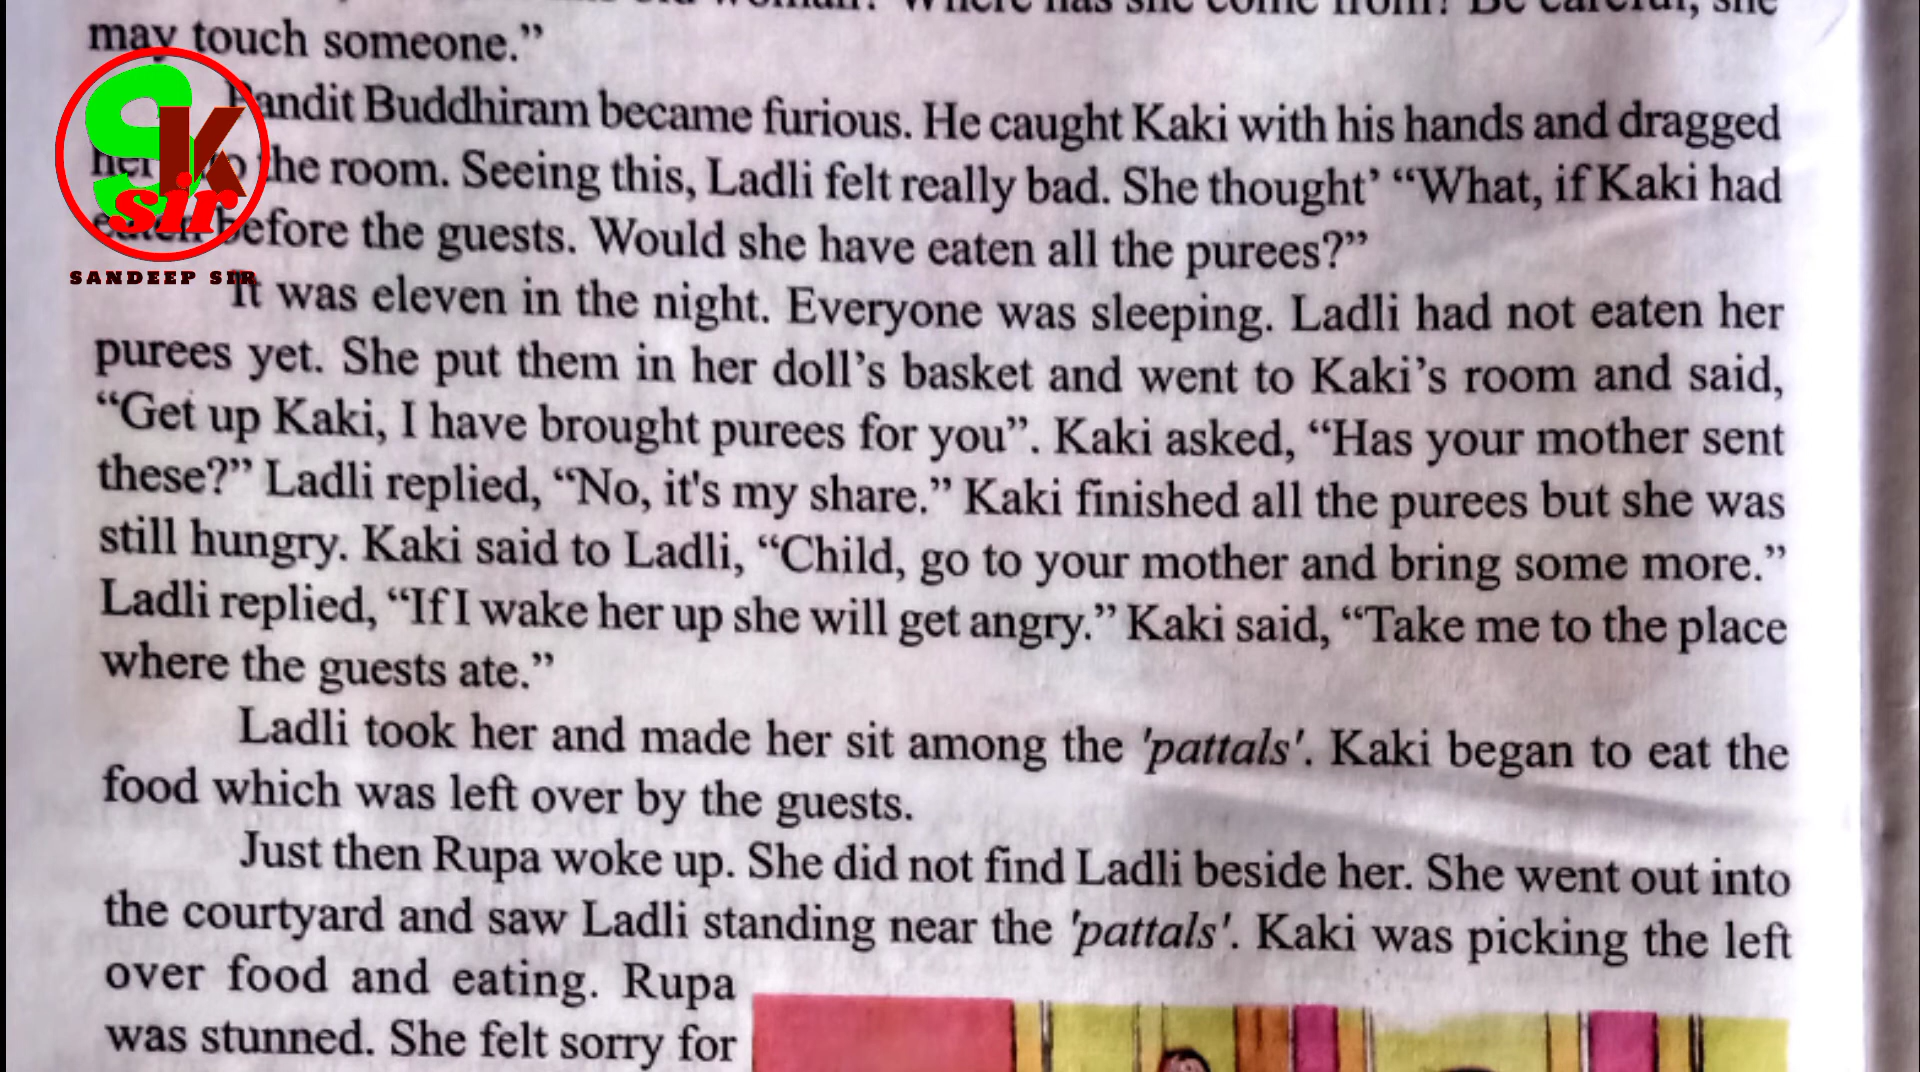 may touch someone.”
Pandit Buddhiram became furious. He caught Kaki with his hands and dragged
her to the room. Seeing this, Ladli felt really bad. She thought’ “What, if Kaki had
eaten before the guests. Would she have eaten all the purees?”
It was eleven in the night. Everyone was sleeping. Ladli had not eaten her
purees yet. She put them in her doll’s basket and went to Kaki’s room and said,
“Get up Kaki, I have brought purees for you”. Kaki asked, “Has your mother sent
these?” Ladli replied, “No, it's my share.” Kaki finished all the purees but she was
still hungry. Kaki said to Ladli, “Child, go to your mother and bring some more.”
Ladli replied, “If I wake her up she will get angry.” Kaki said, “Take me to the place
where the guests ate.”
Ladli took her and made her sit among the 'pattals'. Kaki began to eat the
food which was left over by the guests.
Just then Rupa woke up. She did not find Ladli beside her. She went out into
the courtyard and saw Ladli standing near the 'pattals'. Kaki was picking the left
over food and eating. Rupa
was stunned. She felt sorry for
SK
sir
SANDEEP SIR